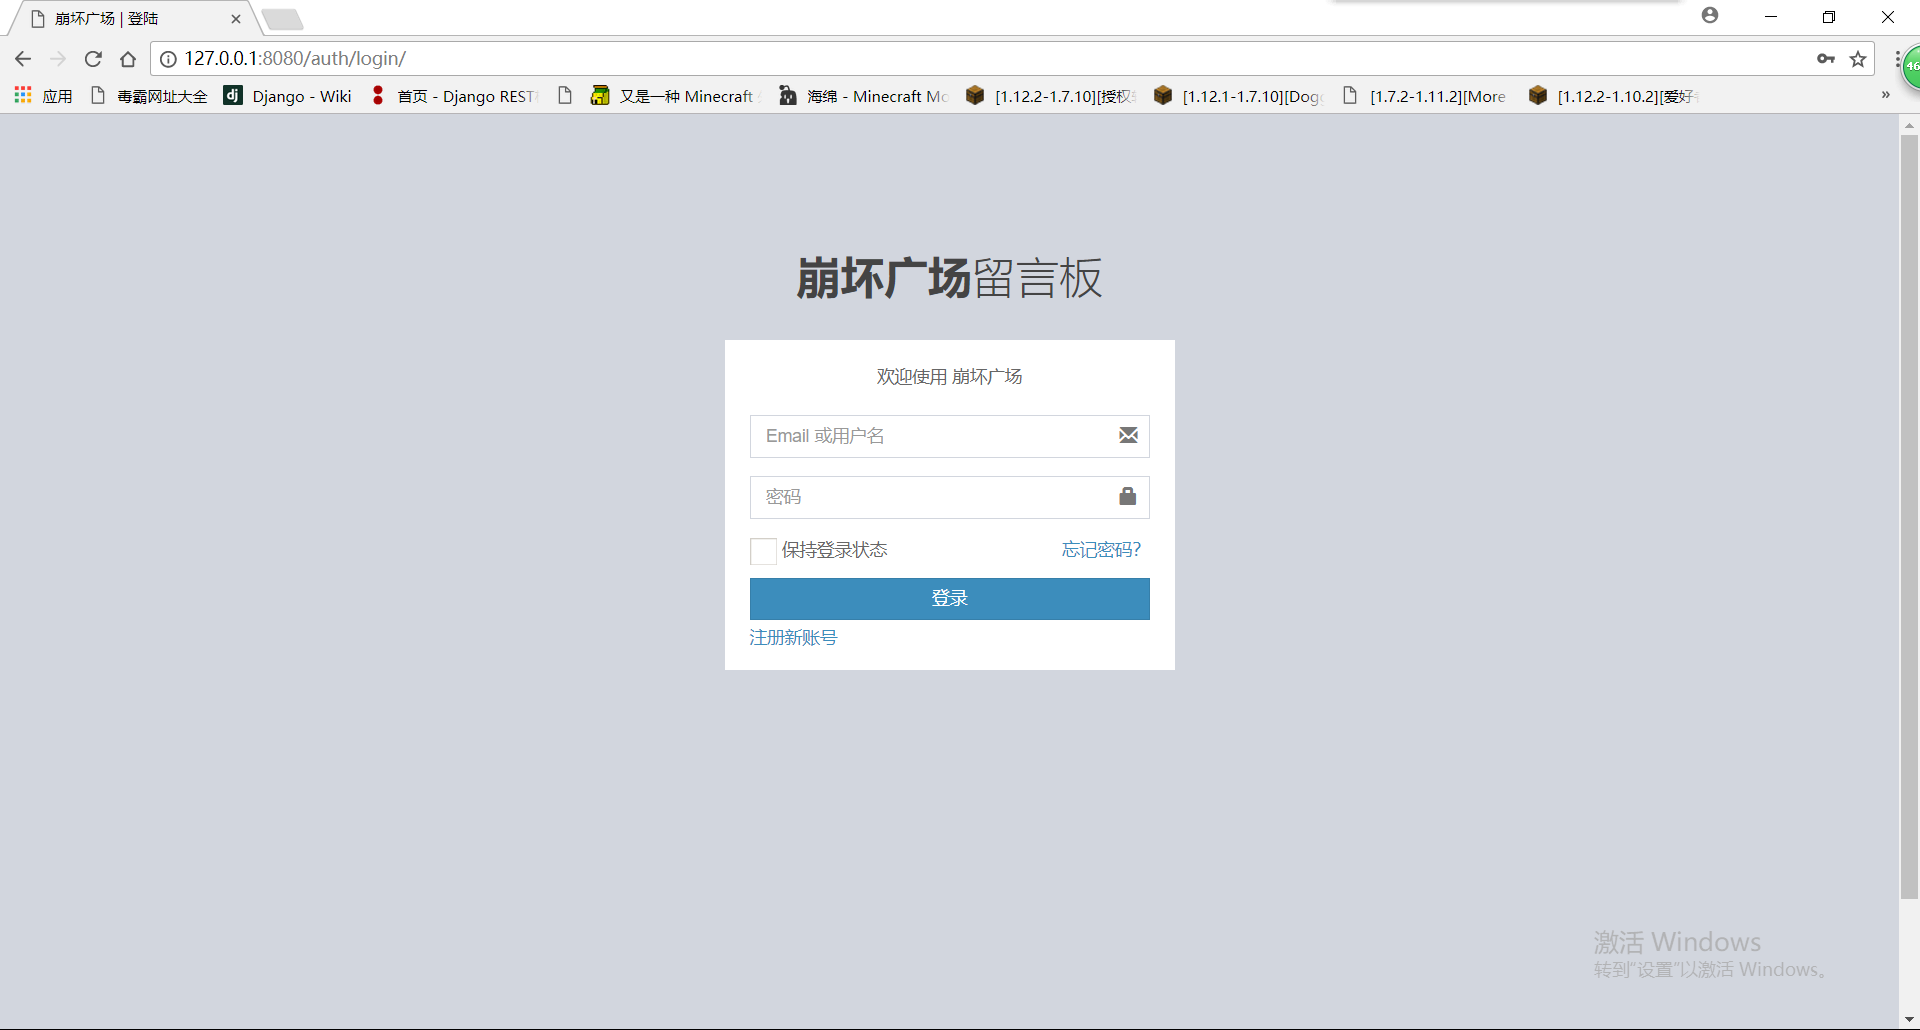 崩坏广场 | 登陆
127.0.0.1:8080/auth/login/
46
应用 毒霸网址大全 Django - Wiki 首页 - Django REST 又是一种 Minecraft 海绵 - Minecraft Mo [1.12.2-1.7.10][授权 [1.12.1-1.7.10][Dog [1.7.2-1.11.2][More [1.12.2-1.10.2][爱好
崩坏广场留言板
欢迎使用 崩坏广场
Email 或用户名
密码
保持登录状态 忘记密码?
登录
注册新账号
激活 Windows
转到"设置"以激活 Windows。